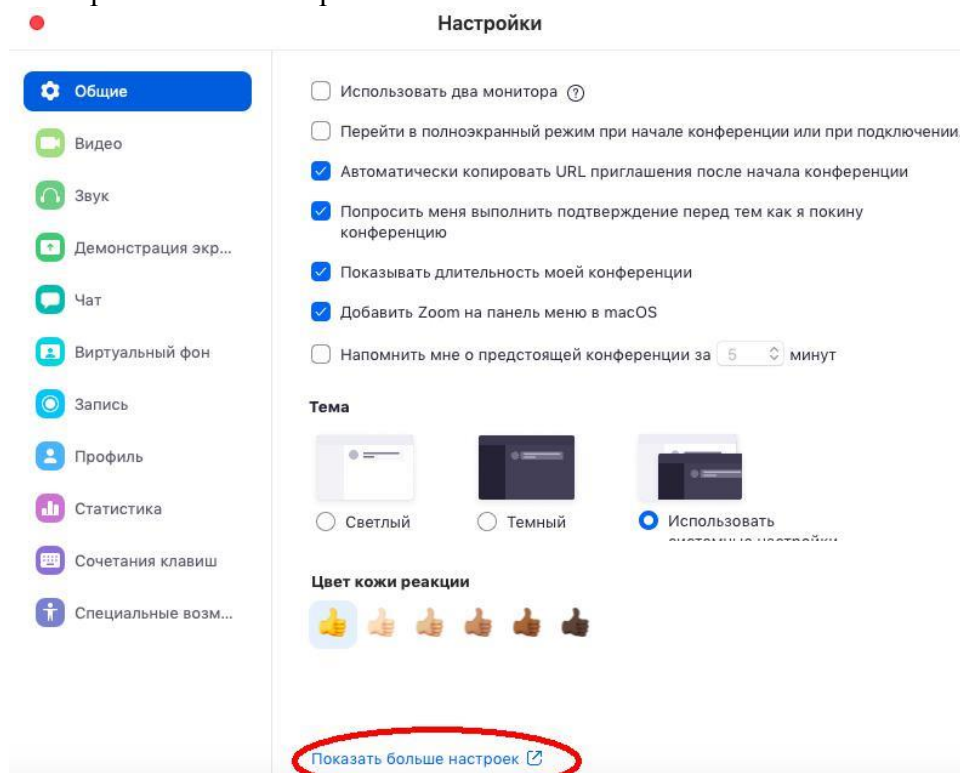 Настройки
Общие
Видео
Звук
Демонстрация экр...
Чат
Виртуальный фон
Запись
Профиль
Статистика
Сочетания клавиш
Специальные возм...
Использовать два монитора ?
Перейти в полноэкранный режим при начале конференции или при подключении.
Автоматически копировать URL приглашения после начала конференции
Попросить меня выполнить подтверждение перед тем как я покину
конференцию
Показывать длительность моей конференции
Добавить Zoom на панель меню в macOS
Напомнить мне о предстоящей конференции за 5 минут
Тема
Светлый
Темный
Использовать
системные настройки
Цвет кожи реакции
Показать больше настроек